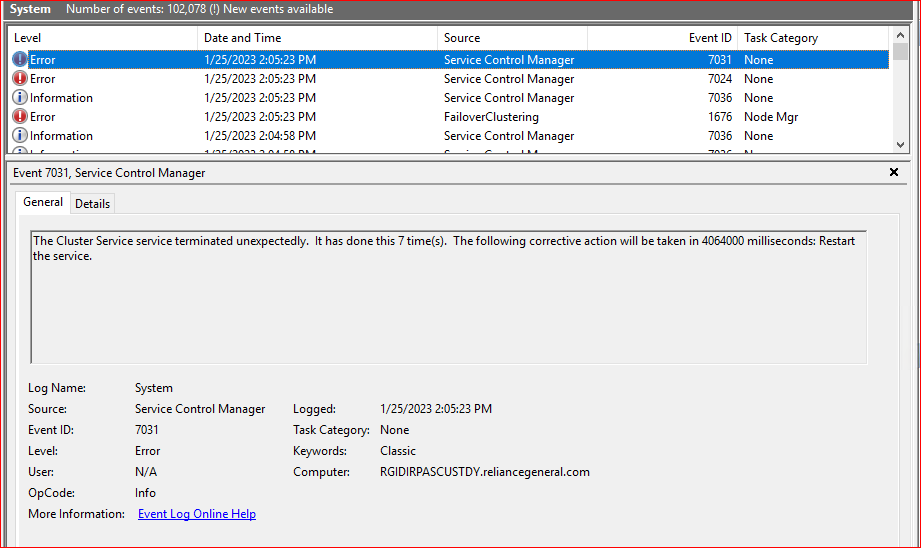 System Number of events: 102,078 (!) New events available
Level Date and Time Source Event ID Task Category
Error 1/25/2023 2:05:23 PM Service Control Manager 7031 None
Error 1/25/2023 2:05:23 PM Service Control Manager 7024 None
Information 1/25/2023 2:05:23 PM Service Control Manager 7036 None
Error 1/25/2023 2:05:23 PM FailoverClustering 1676 Node Mgr
Information 1/25/2023 2:04:58 PM Service Control Manager 7036 None
Event 7031, Service Control Manager
General Details
The Cluster Service service terminated unexpectedly. It has done this 7 time(s). The following corrective action will be taken in 4064000 milliseconds: Restart
the service.
Log Name: System
Source: Service Control Manager Logged: 1/25/2023 2:05:23 PM
Event ID: 7031 Task Category: None
Level: Error Keywords: Classic
User: N/A Computer: RGIDIRPASCUSTDY.reliancegeneral.com
OpCode: Info
More Information: Event Log Online Help